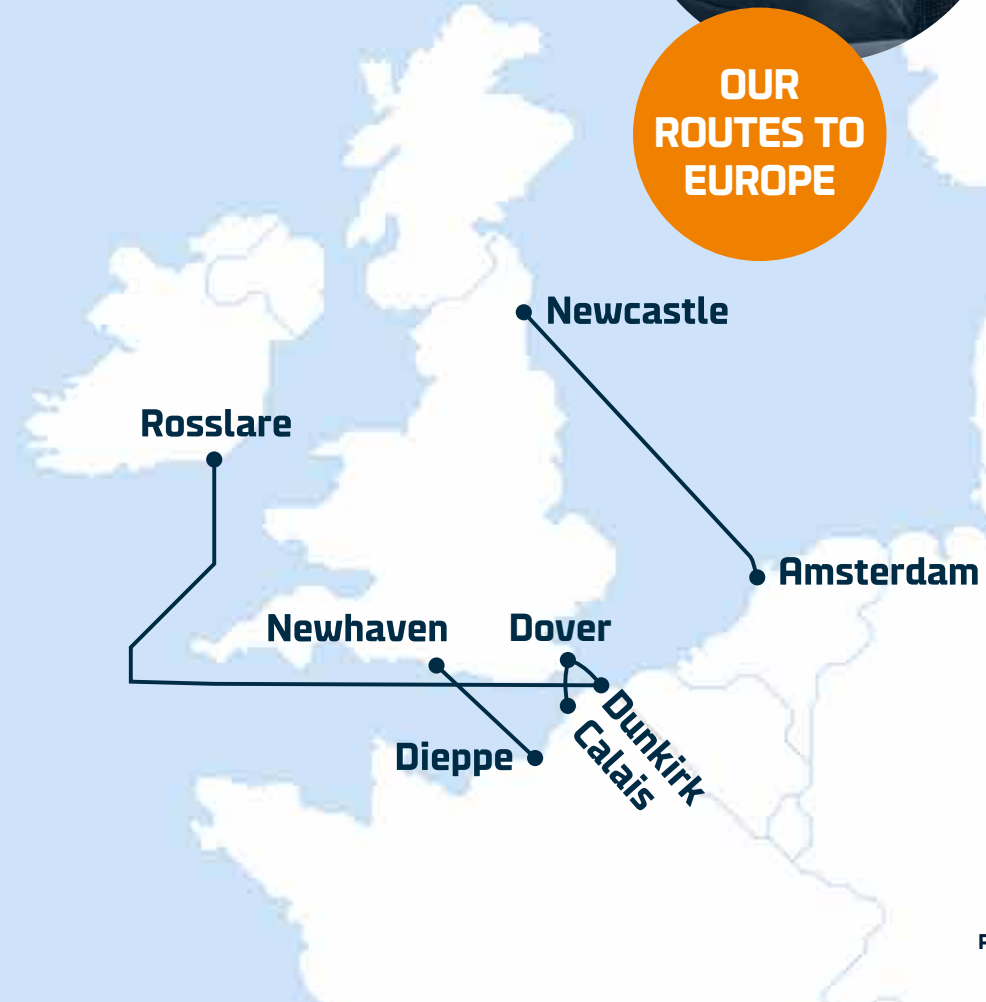 OUR
ROUTES TO
EUROPE
Newcastle
Rosslare
Amsterdam
Newhaven
Dover
Dunkirk
Calais
Dieppe